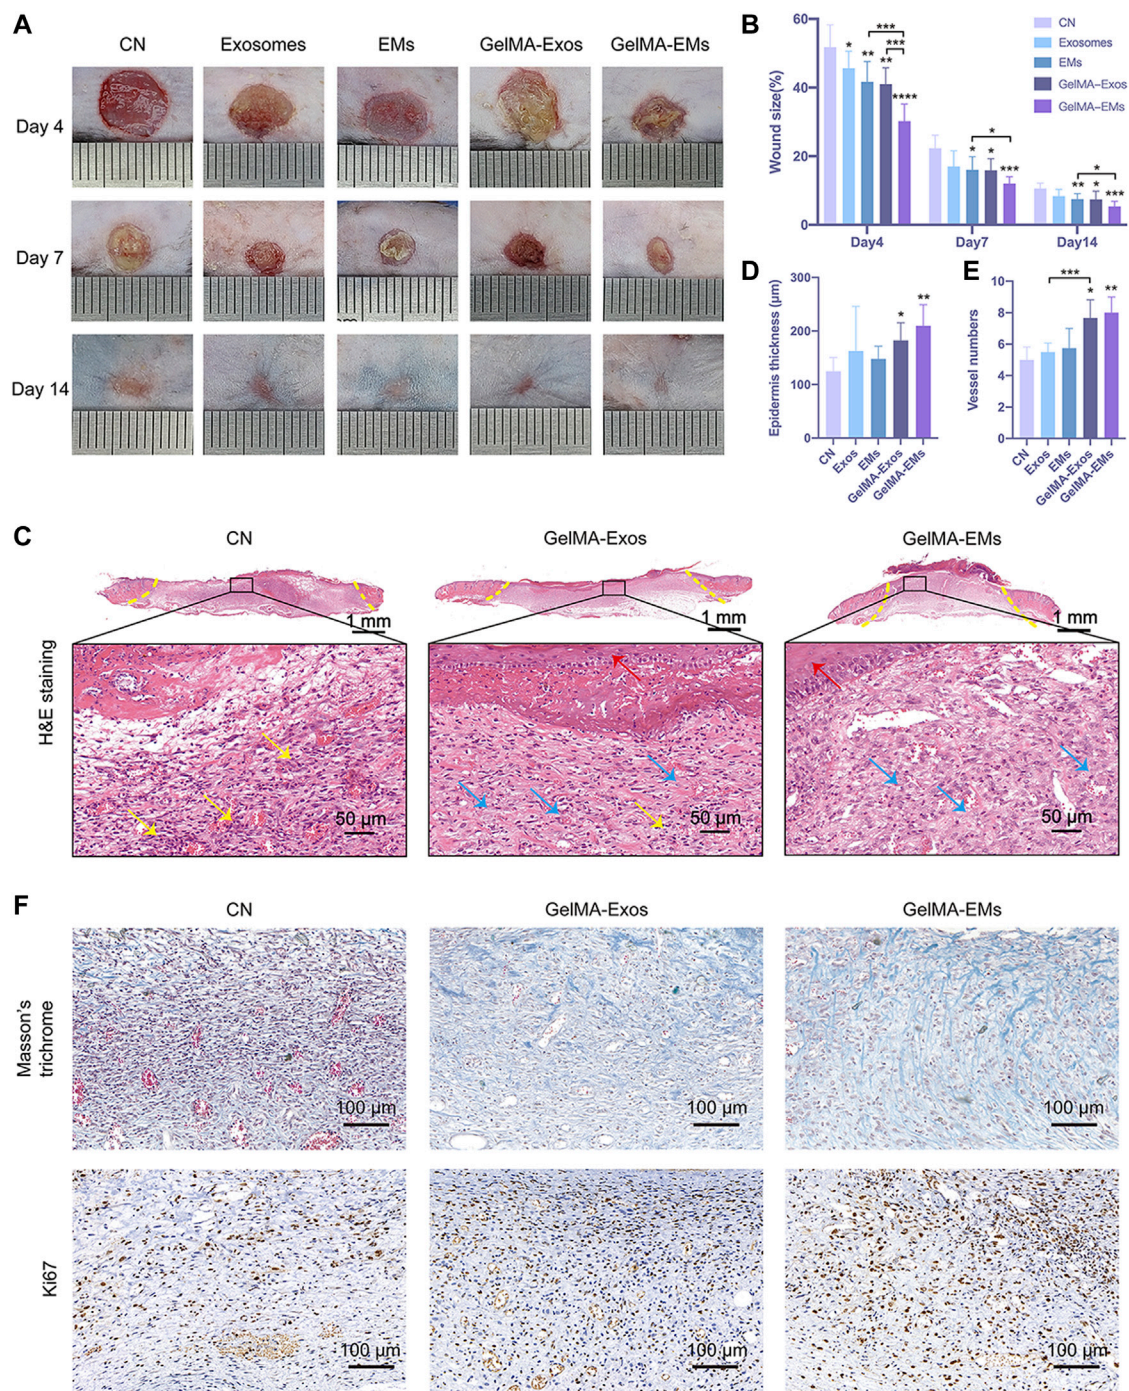 A
CN
Exosomes
EMs
GelMA-Exos
GelMA-EMs
Day 4
Day 7
Day 14
B
Wound size(%)
60
40
20
0
*
**
**
****
***
***
*
*
***
*
**
*
***
*
Day4
Day7
Day14
CN
Exosomes
EMs
GelMA-Exos
GelMA-EMs
D
Epidermis thickness (μm)
300
200
100
0
*
**
CN
Exos
EMs
GelMA-Exos
GelMA-EMs
E
Vessel numbers
10
8
6
4
2
0
***
*
**
CN
Exos
EMs
GelMA-Exos
GelMA-EMs
C
CN
GelMA-Exos
GelMA-EMs
1 mm
1 mm
1 mm
H&E staining
50 μm
50 μm
50 μm
F
CN
GelMA-Exos
GelMA-EMs
Masson's
trichrome
100 μm
100 μm
100 μm
Ki67
100 μm
100 μm
100 μm